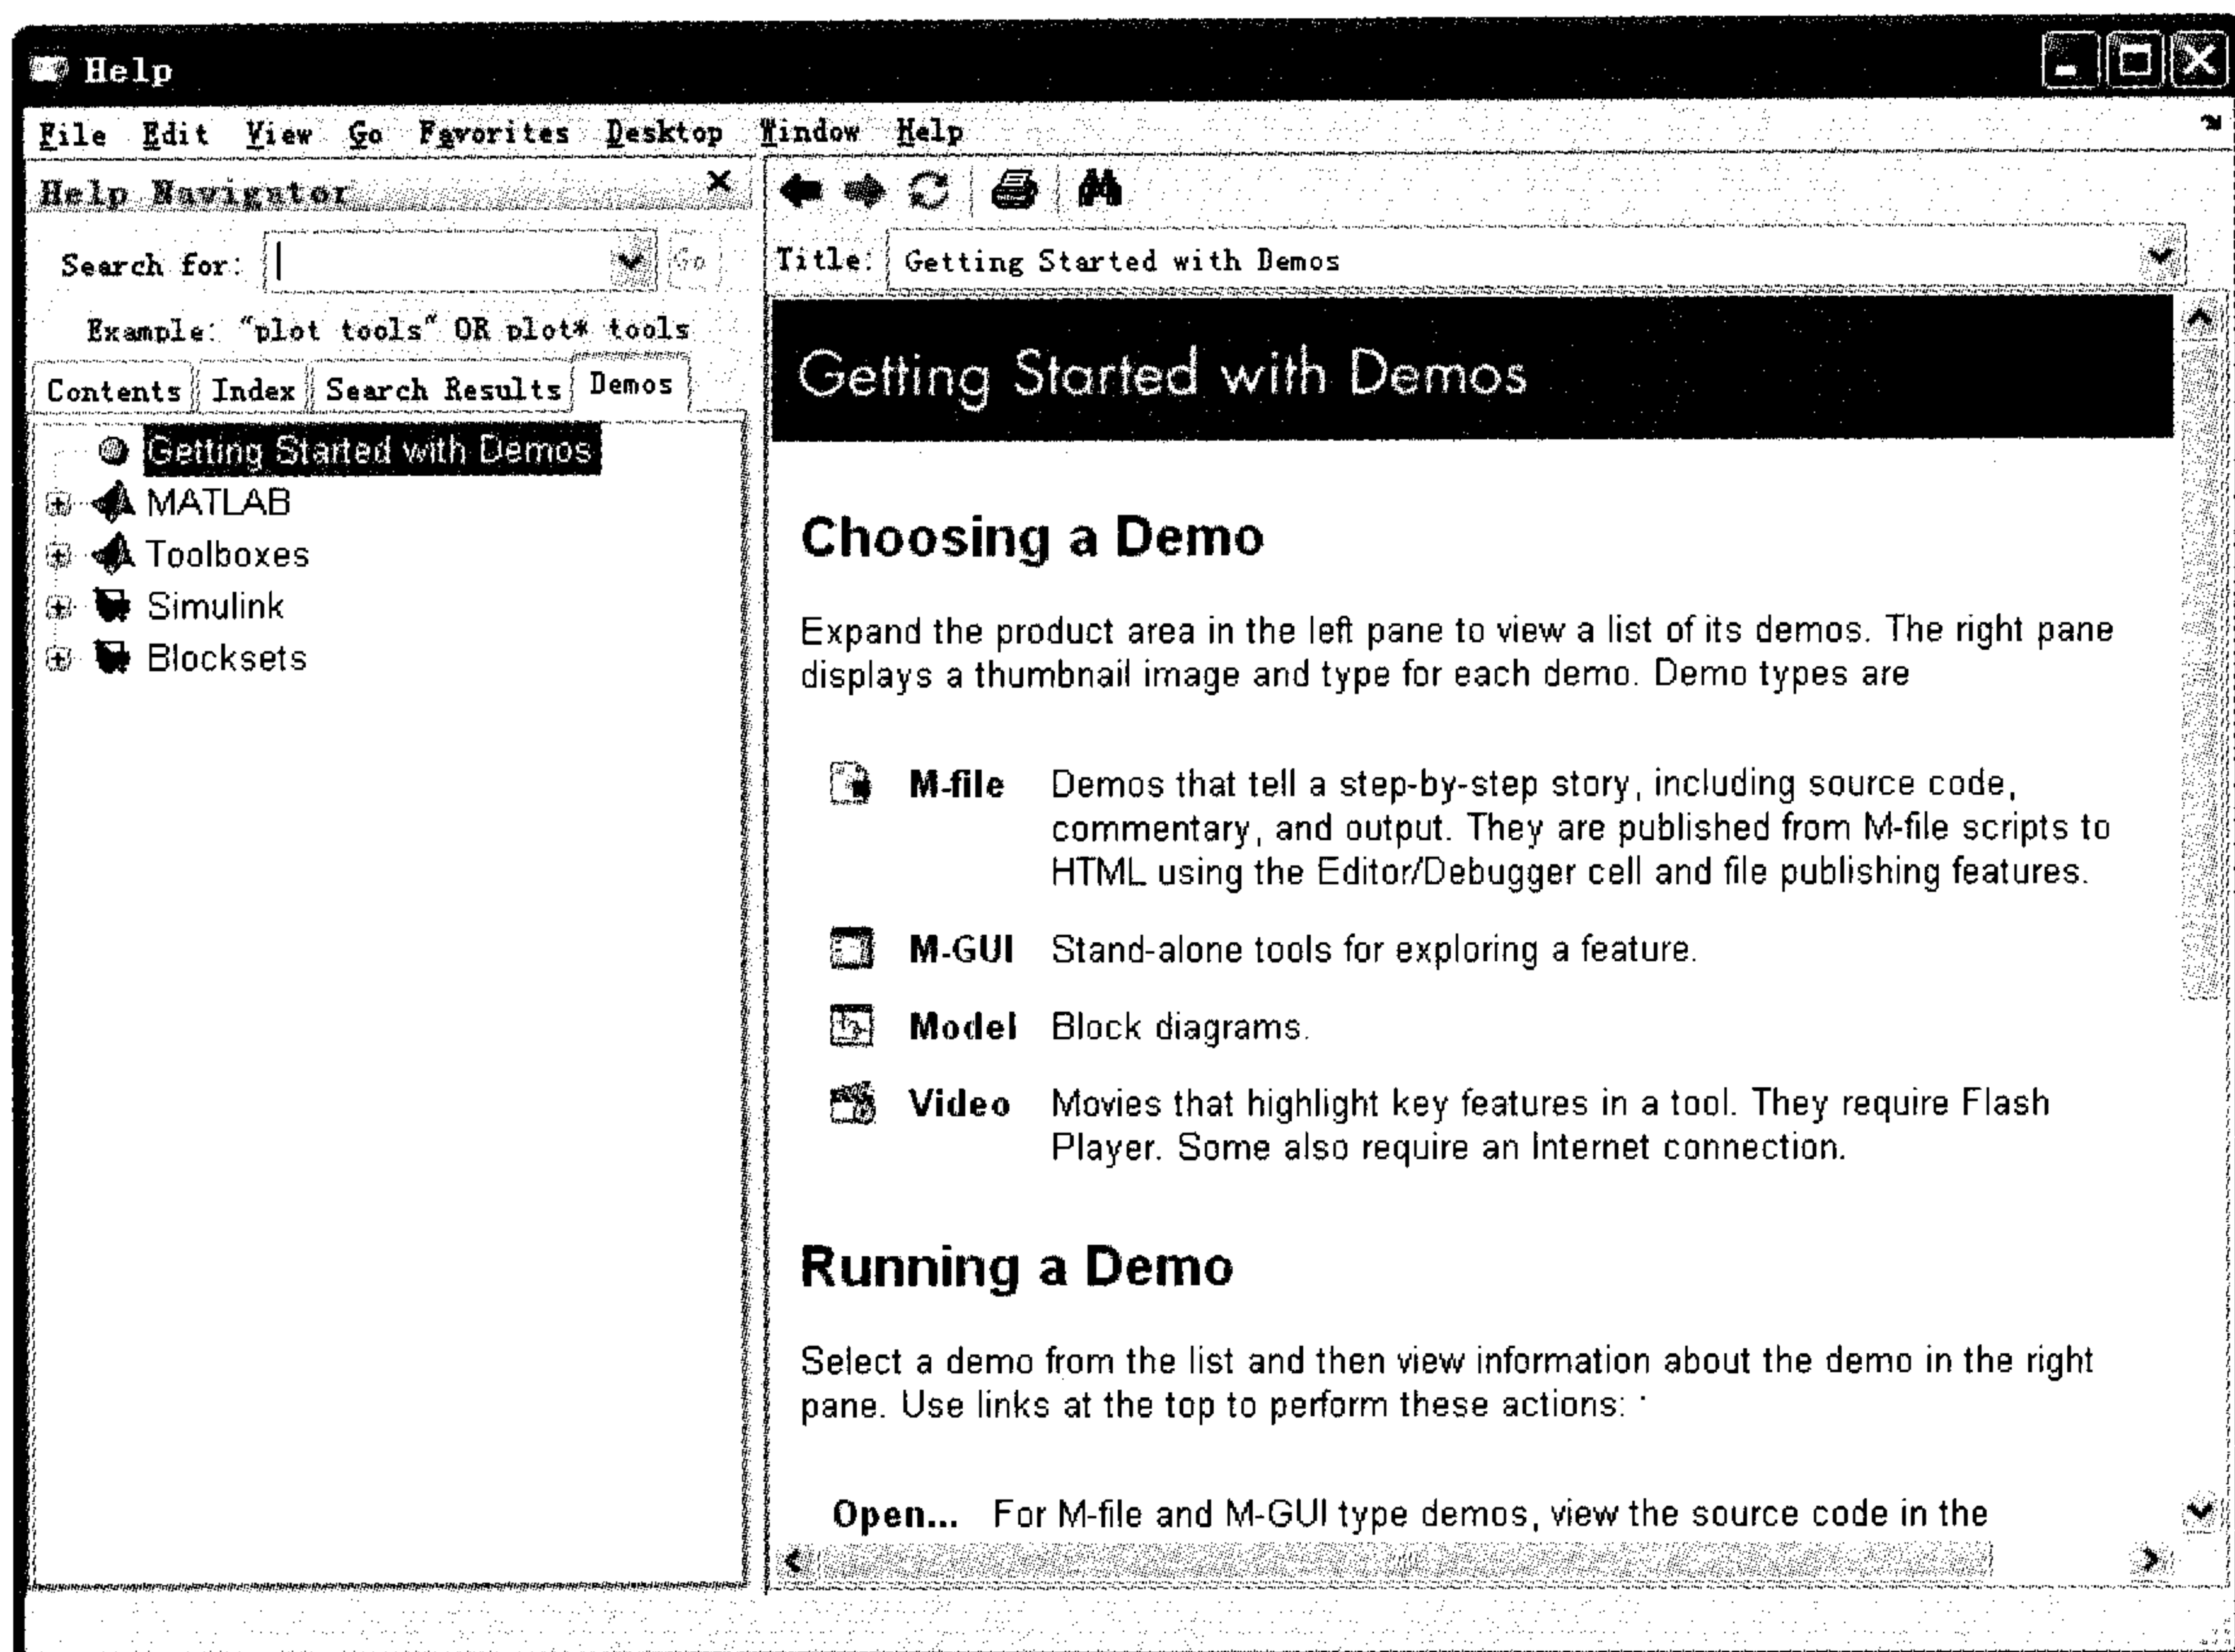 Help
File Edit View Go Favorites Desktop Window Help
Help Navigator
Search for: Go
Example: "plot tools" OR plot* tools
Contents Index Search Results Demos
Getting Started with Demos
MATLAB
Toolboxes
Simulink
Blocksets
Title: Getting Started with Demos
Getting Started with Demos
Choosing a Demo
Expand the product area in the left pane to view a list of its demos. The right pane
displays a thumbnail image and type for each demo. Demo types are
M-file Demos that tell a step-by-step story, including source code,
commentary, and output. They are published from M-file scripts to
HTML using the Editor/Debugger cell and file publishing features.
M-GUI Stand-alone tools for exploring a feature.
Model Block diagrams.
Video Movies that highlight key features in a tool. They require Flash
Player. Some also require an Internet connection.
Running a Demo
Select a demo from the list and then view information about the demo in the right
pane. Use links at the top to perform these actions:
Open... For M-file and M-GUI type demos, view the source code in the